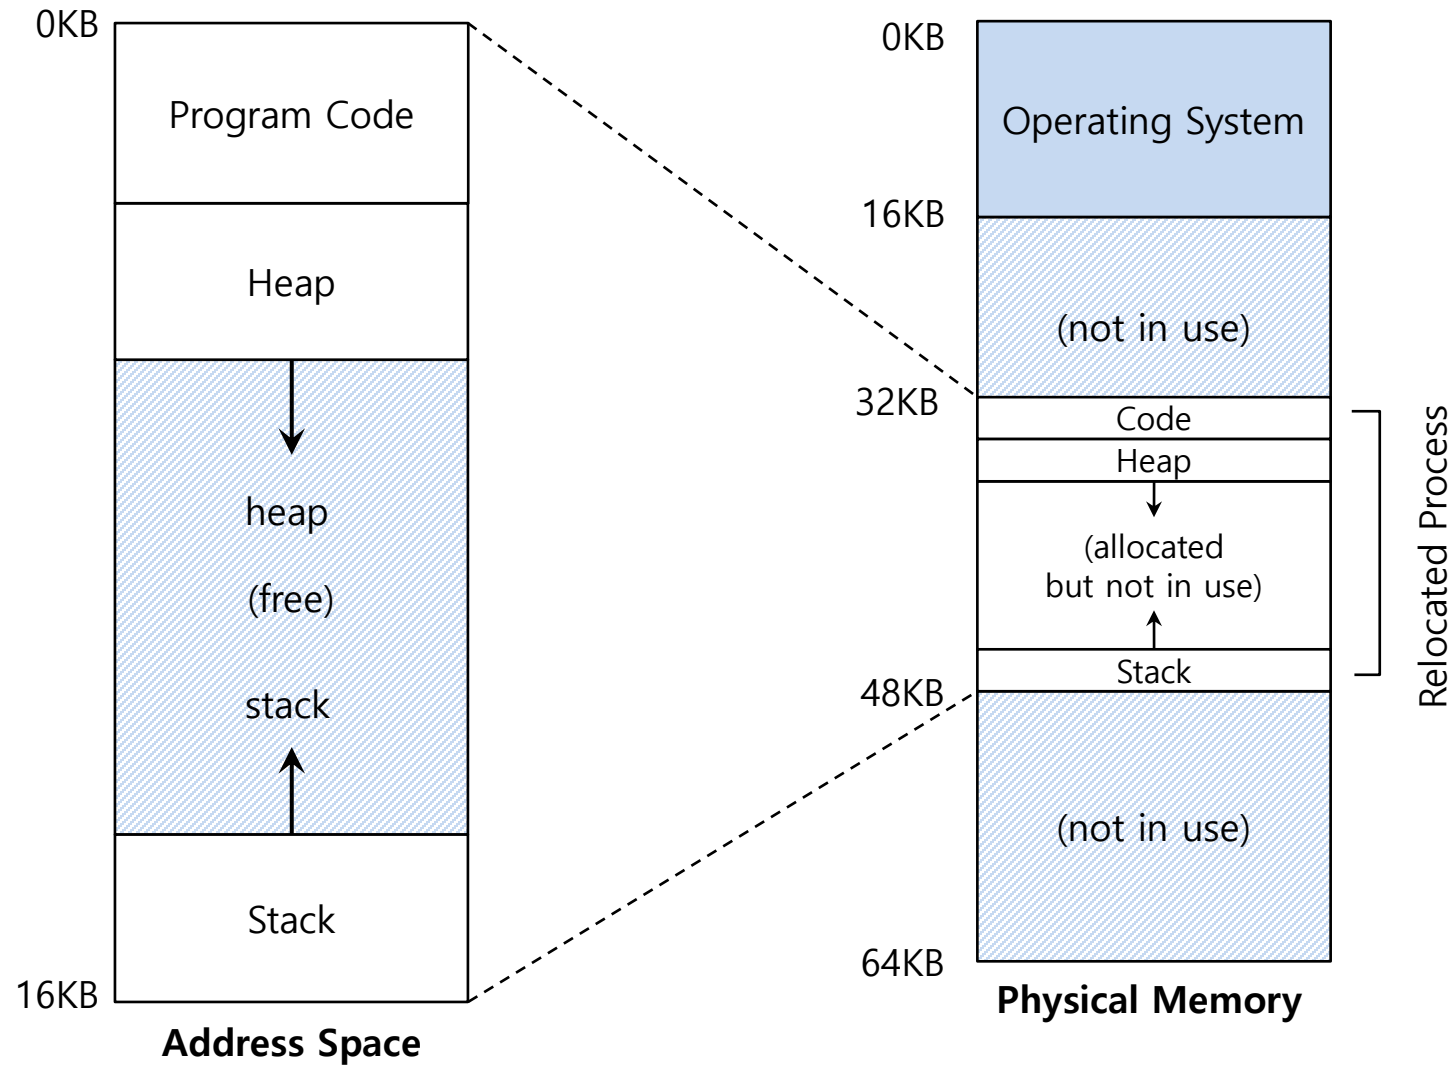 0KB
Program Code
Heap
heap
(free)
stack
Stack
16KB
Address Space
0KB
Operating System
16KB
(not in use)
32KB
Code
Heap
(allocated
but not in use)
Stack
48KB
(not in use)
64KB
Physical Memory
Relocated Process